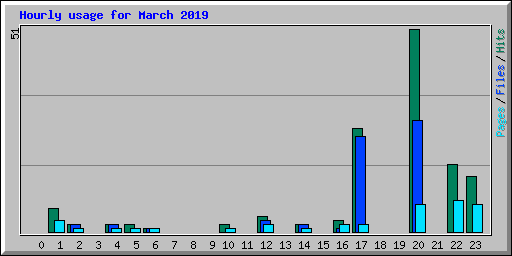 Hourly usage for March 2019
51
Pages/Files/Hits
0 1 2 3 4 5 6 7 8 9 10 11 12 13 14 15 16 17 18 19 20 21 22 23